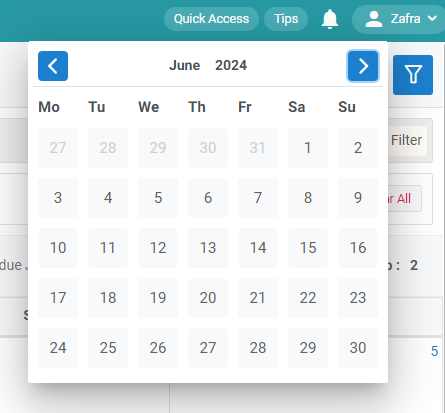 Quick Access Tips Zafra
June 2024
Mo Tu We Th Fr Sa Su
27 28 29 30 31 1 2
Filter
3 4 5 6 7 8 9
All
10 11 12 13 14 15 16
due
: 2
17 18 19 20 21 22 23
24 25 26 27 28 29 30
5